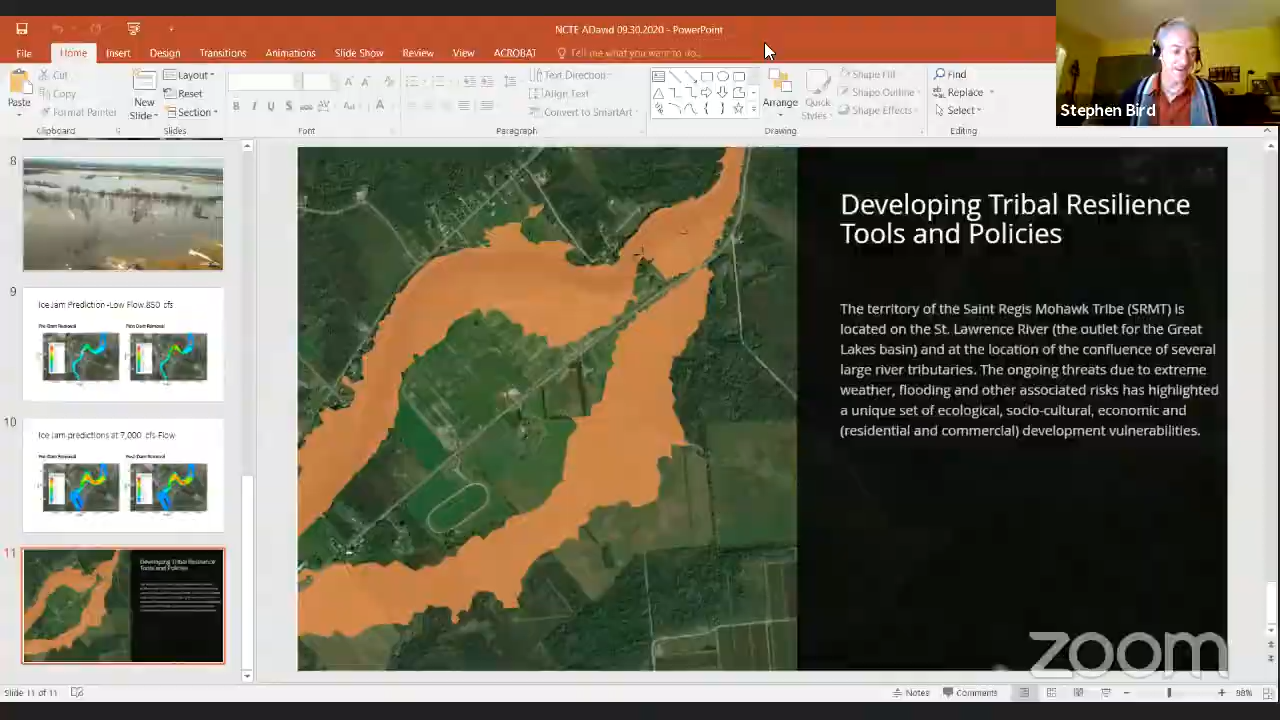 NCTE ADavid 09.30.2020 - PowerPoint
File Home Insert Design Transitions Animations Slide Show Review View ACROBAT Tell me what you want to do...
Paste
Cut
Copy
Format Painter
Clipboard
New Slide
Layout
Reset
Section
Slides
Font
Text Direction
Align Text
Convert to SmartArt
Paragraph
Arrange
Quick Styles
Shape Fill
Shape Outline
Shape Effects
Drawing
Find
Replace
Select
Editing
Stephen Bird
8
9
Ice Jam Prediction -Low Flow 850 cfs
10
Ice jam predictions at 7,000 cfs Flow
11
Developing Tribal Resilience
Tools and Policies
Developing Tribal Resilience
Tools and Policies
The territory of the Saint Regis Mohawk Tribe (SRMT) is
located on the St. Lawrence River (the outlet for the Great
Lakes basin) and at the location of the confluence of several
large river tributaries. The ongoing threats due to extreme
weather, flooding and other associated risks has highlighted
a unique set of ecological, socio-cultural, economic and
(residential and commercial) development vulnerabilities.
zoom
Slide 11 of 11
Notes Comments 98%